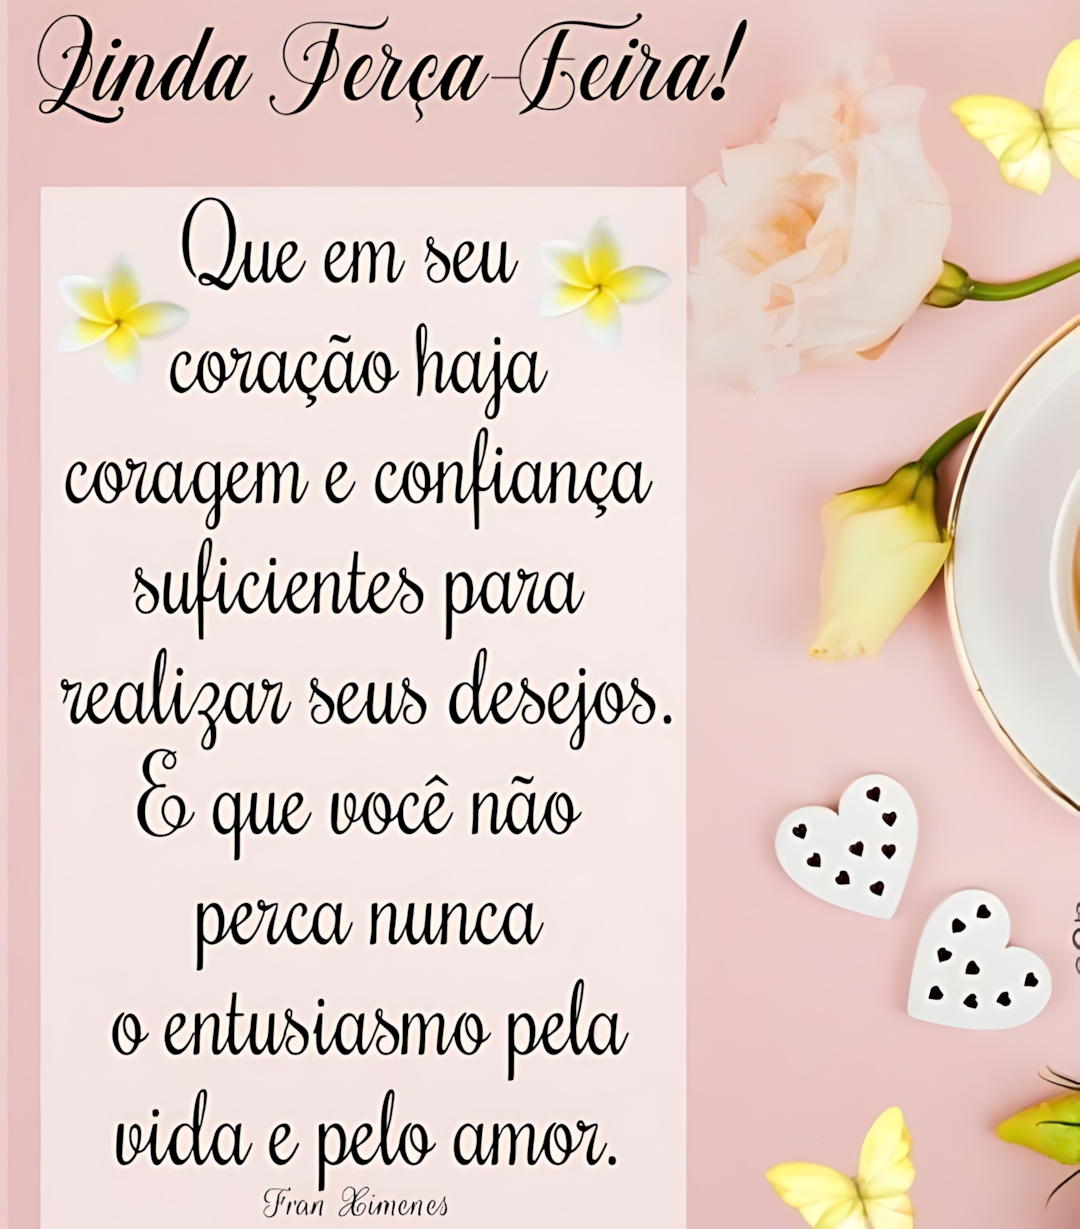 Linda Terça-Feira!
Que em seu
coração haja
coragem e confiança
suficientes para
realizar seus desejos.
E que você não
perca nunca
o entusiasmo pela
vida e pelo amor.
Fran Ximenes